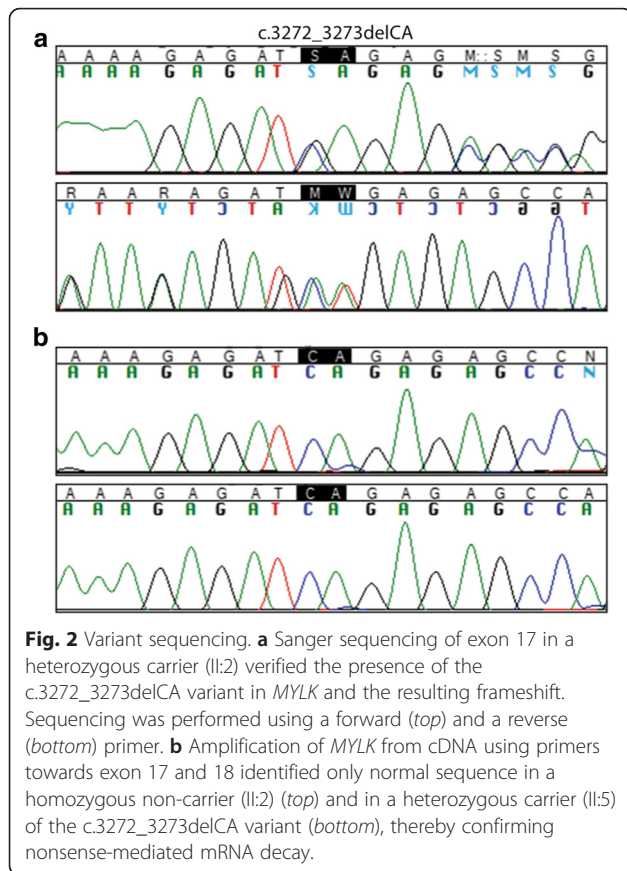 c.3272_3273delCA
a
A A A A G A G A T S A G A G M::S M S G
A A A A G A G A T S A G A G M S M S G
R A A R A G A T M W G A G A G C C A
Y T T Y T C T A K W C T C T C G G T
b
A A A G A G A T C A G A G A G C C N
A A A G A G A T C A G A G A G C C N
A A A G A G A T C A G A G A G C C A
A A A G A G A T C A G A G A G C C A
Fig. 2 Variant sequencing. a Sanger sequencing of exon 17 in a
heterozygous carrier (II:2) verified the presence of the
c.3272_3273delCA variant in MYLK and the resulting frameshift.
Sequencing was performed using a forward (top) and a reverse
(bottom) primer. b Amplification of MYLK from cDNA using primers
towards exon 17 and 18 identified only normal sequence in a
homozygous non-carrier (II:2) (top) and in a heterozygous carrier (II:5)
of the c.3272_3273delCA variant (bottom), thereby confirming
nonsense-mediated mRNA decay.